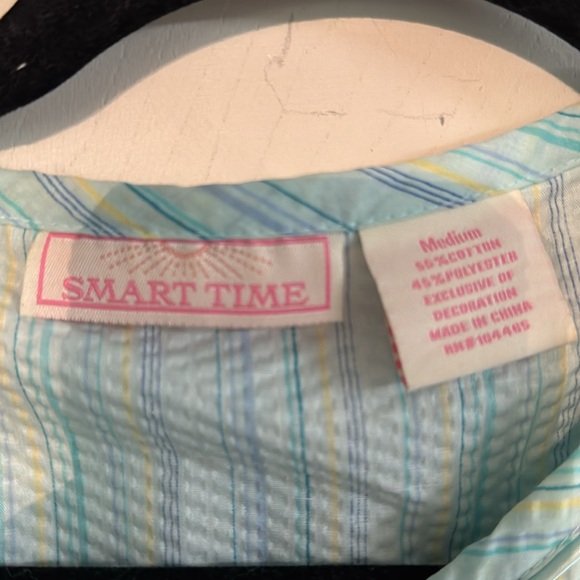 SMART TIME
Medium
55%COTTON
45%POLYESTER
EXCLUSIVE OF
DECORATION
MADE IN CHINA
RN#104465